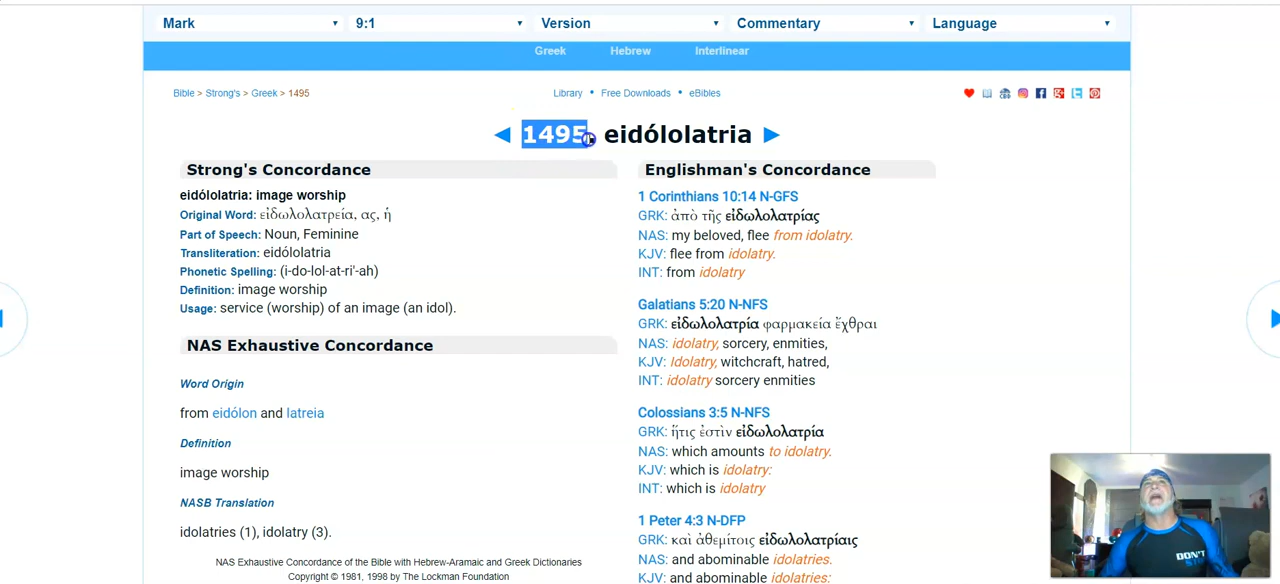 Mark 9:1 Version Commentary Language
Greek Hebrew Interlinear
Bible > Strong's > Greek > 1495
Library • Free Downloads • eBibles
◄ 1495 eidólolatria ►
Strong's Concordance
eidólolatria: image worship
Original Word: εἰδωλολατρεία, ας, ἡ
Part of Speech: Noun, Feminine
Transliteration: eidólolatria
Phonetic Spelling: (i-do-lol-at-ri'-ah)
Definition: image worship
Usage: service (worship) of an image (an idol).
NAS Exhaustive Concordance
Word Origin
from eidólon and latreia
Definition
image worship
NASB Translation
idolatries (1), idolatry (3).
NAS Exhaustive Concordance of the Bible with Hebrew-Aramaic and Greek Dictionaries
Copyright © 1981, 1998 by The Lockman Foundation
Englishman's Concordance
1 Corinthians 10:14 N-GFS
GRK: ἀπὸ τῆς εἰδωλολατρίας
NAS: my beloved, flee from idolatry.
KJV: flee from idolatry.
INT: from idolatry
Galatians 5:20 N-NFS
GRK: εἰδωλολατρία φαρμακεία ἔχθραι
NAS: idolatry, sorcery, enmities,
KJV: Idolatry, witchcraft, hatred,
INT: idolatry sorcery enmities
Colossians 3:5 N-NFS
GRK: ἥτις ἐστὶν εἰδωλολατρία
NAS: which amounts to idolatry.
KJV: which is idolatry:
INT: which is idolatry
1 Peter 4:3 N-DFP
GRK: καὶ ἀθεμίτοις εἰδωλολατρίαις
NAS: and abominable idolatries.
KJV: and abominable idolatries:
DON'T